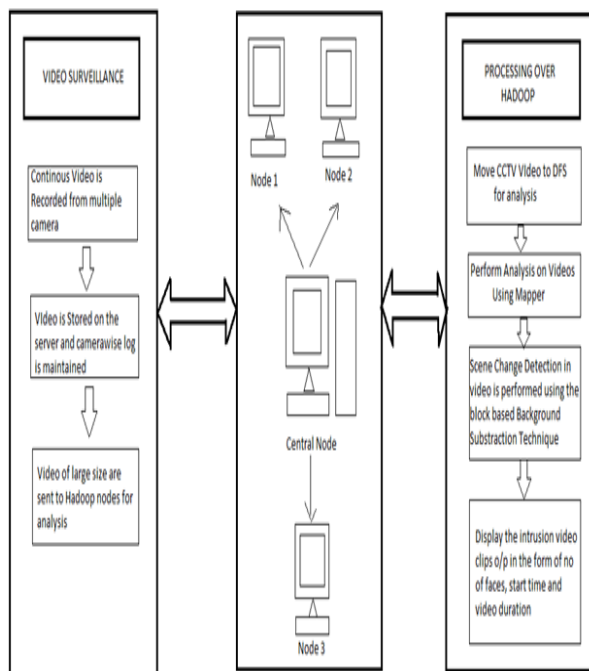 VIDEO SURVEILLANCE
Continous Video is
Recorded from multiple
camera
Video is Stored on the
server and camerawise log
is maintained
Video of large size are
sent to Hadoop nodes for
analysis
Node 1
Node 2
Central Node
Node 3
PROCESSING OVER
HADOOP
Move CCTV Video to DFS
for analysis
Perform Analysis on Videos
Using Mapper
Scene Change Detection in
video is performed using the
block based Background
Substraction Technique
Display the intrusion video
clips o/p in the form of no
of faces, start time and
video duration